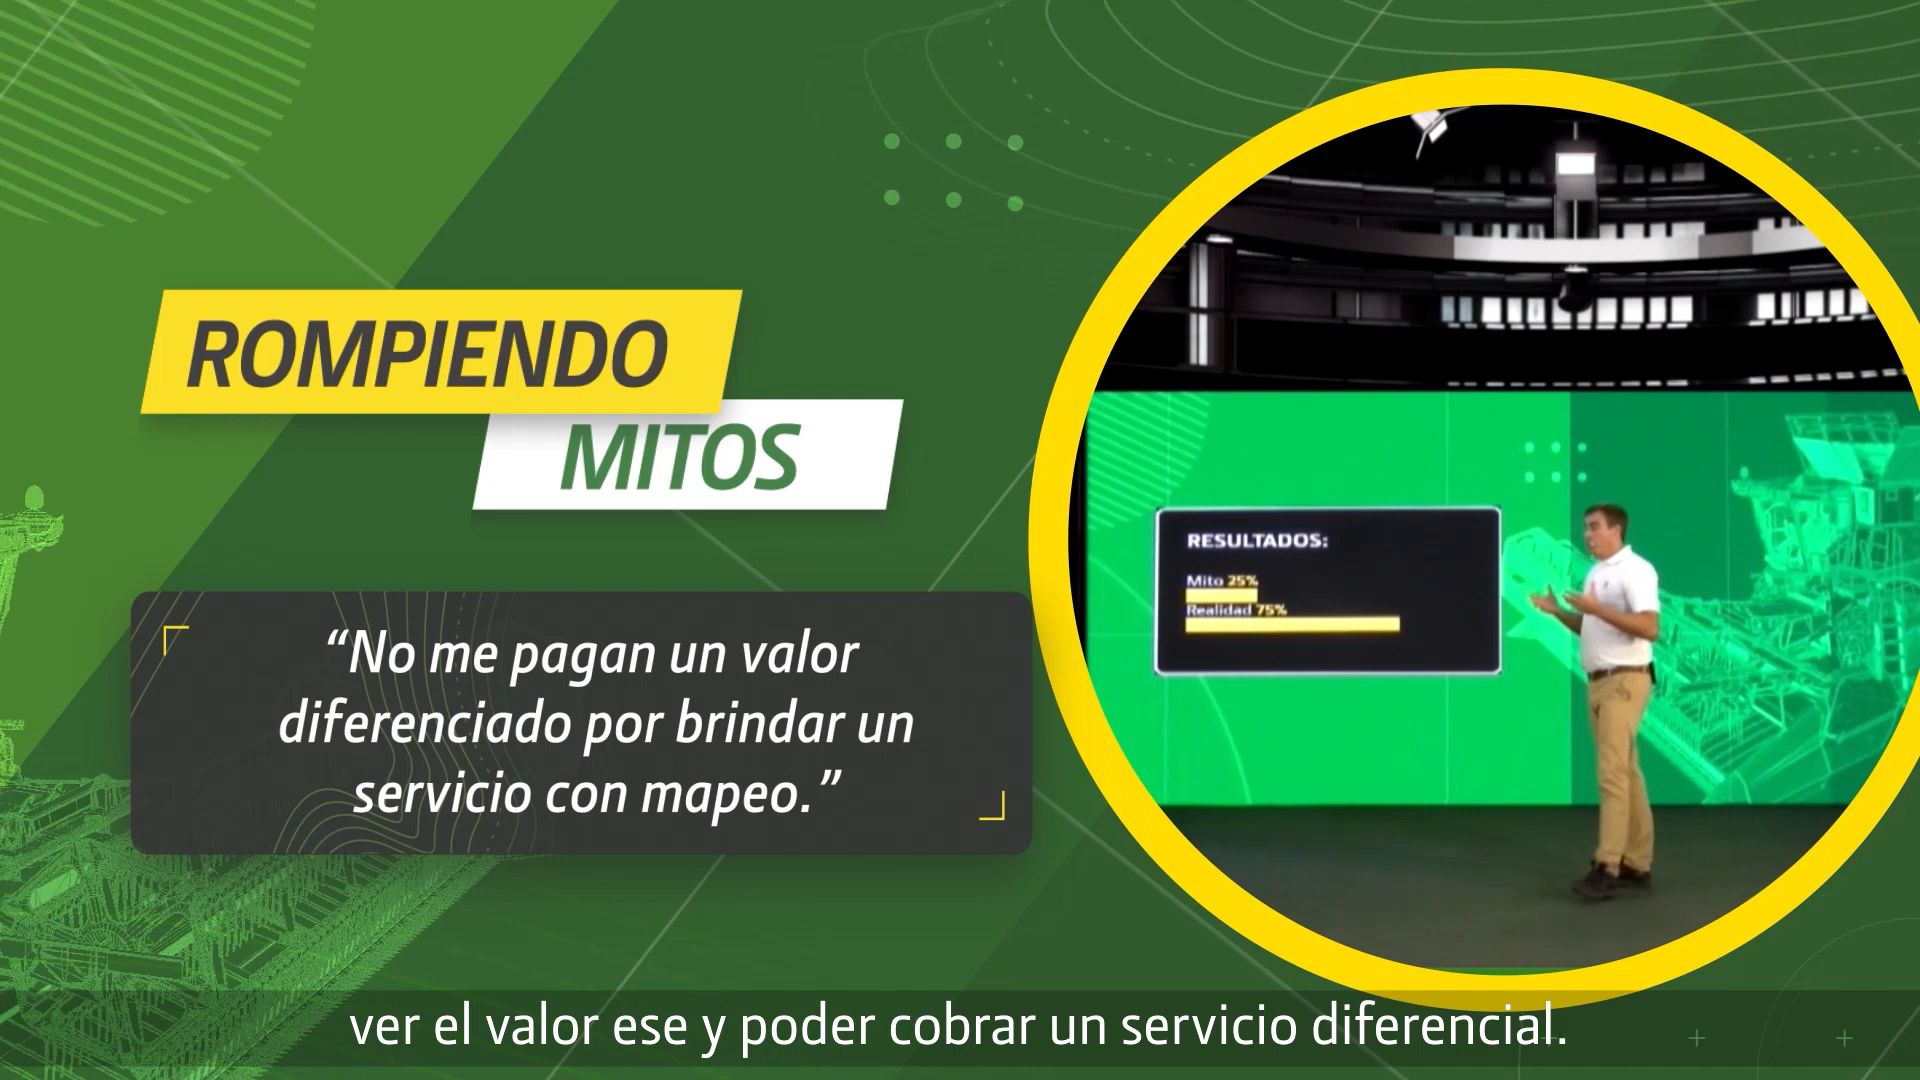 ROMPIENDO
MITOS
“No me pagan un valor
diferenciado por brindar un
servicio con mapeo.”
RESULTADOS:
Mito 25%
Realidad 75%
ver el valor ese y poder cobrar un servicio diferencial.